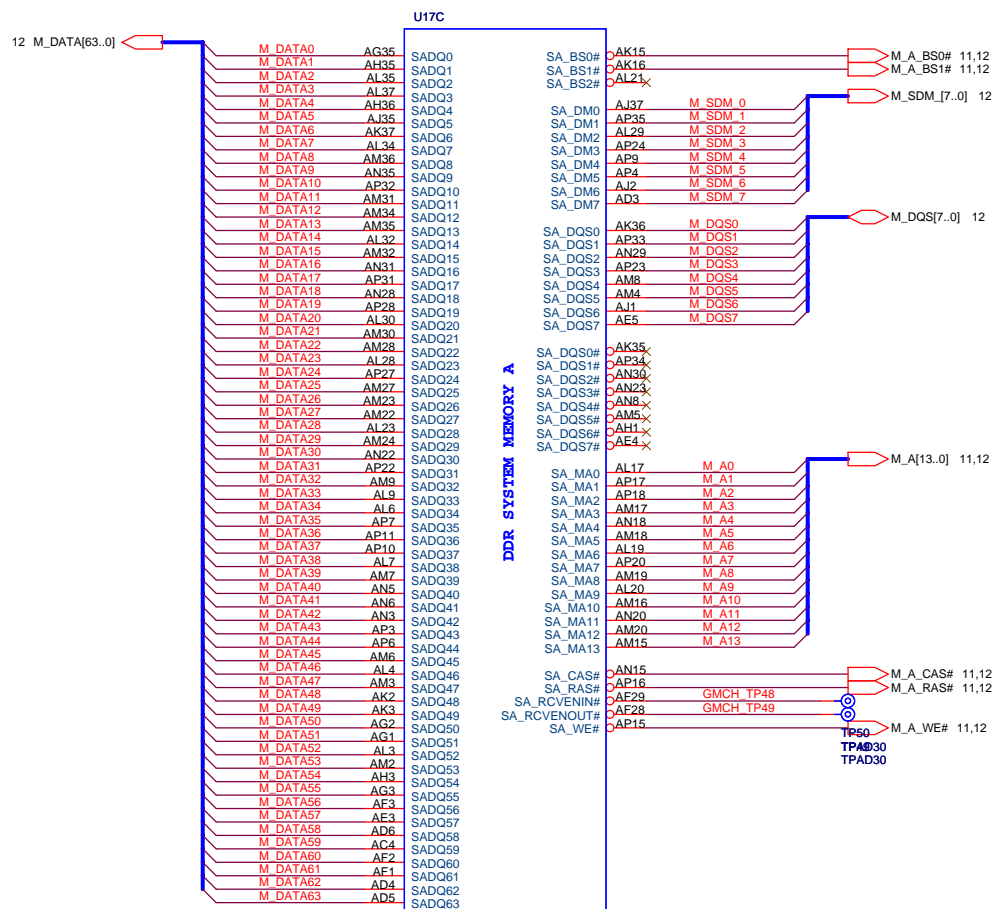 U17C
12 M_DATA[63..0]
M_DATA0 AG35 SADQ0
M_DATA1 AH35 SADQ1
M_DATA2 AL35 SADQ2
M_DATA3 AL37 SADQ3
M_DATA4 AH36 SADQ4
M_DATA5 AJ35 SADQ5
M_DATA6 AK37 SADQ6
M_DATA7 AL34 SADQ7
M_DATA8 AM36 SADQ8
M_DATA9 AN35 SADQ9
M_DATA10 AP32 SADQ10
M_DATA11 AM31 SADQ11
M_DATA12 AM34 SADQ12
M_DATA13 AM35 SADQ13
M_DATA14 AL32 SADQ14
M_DATA15 AM32 SADQ15
M_DATA16 AN31 SADQ16
M_DATA17 AP31 SADQ17
M_DATA18 AN28 SADQ18
M_DATA19 AP28 SADQ19
M_DATA20 AL30 SADQ20
M_DATA21 AM30 SADQ21
M_DATA22 AM28 SADQ22
M_DATA23 AL28 SADQ23
M_DATA24 AP27 SADQ24
M_DATA25 AM27 SADQ25
M_DATA26 AM23 SADQ26
M_DATA27 AM22 SADQ27
M_DATA28 AL23 SADQ28
M_DATA29 AM24 SADQ29
M_DATA30 AN22 SADQ30
M_DATA31 AP22 SADQ31
M_DATA32 AM9 SADQ32
M_DATA33 AL9 SADQ33
M_DATA34 AL6 SADQ34
M_DATA35 AP7 SADQ35
M_DATA36 AP11 SADQ36
M_DATA37 AP10 SADQ37
M_DATA38 AL7 SADQ38
M_DATA39 AM7 SADQ39
M_DATA40 AN5 SADQ40
M_DATA41 AN6 SADQ41
M_DATA42 AN3 SADQ42
M_DATA43 AP3 SADQ43
M_DATA44 AP6 SADQ44
M_DATA45 AM6 SADQ45
M_DATA46 AL4 SADQ46
M_DATA47 AM3 SADQ47
M_DATA48 AK2 SADQ48
M_DATA49 AK3 SADQ49
M_DATA50 AG2 SADQ50
M_DATA51 AG1 SADQ51
M_DATA52 AL3 SADQ52
M_DATA53 AM2 SADQ53
M_DATA54 AH3 SADQ54
M_DATA55 AG3 SADQ55
M_DATA56 AF3 SADQ56
M_DATA57 AE3 SADQ57
M_DATA58 AD6 SADQ58
M_DATA59 AC4 SADQ59
M_DATA60 AF2 SADQ60
M_DATA61 AF1 SADQ61
M_DATA62 AD4 SADQ62
M_DATA63 AD5 SADQ63
DDR SYSTEM MEMORY A
SA_BS0# AK15 M_A_BS0# 11,12
SA_BS1# AK16 M_A_BS1# 11,12
SA_BS2# AL21
M_SDM_[7..0] 12
SA_DM0 AJ37 M_SDM_0
SA_DM1 AP35 M_SDM_1
SA_DM2 AL29 M_SDM_2
SA_DM3 AP24 M_SDM_3
SA_DM4 AP9 M_SDM_4
SA_DM5 AP4 M_SDM_5
SA_DM6 AJ2 M_SDM_6
SA_DM7 AD3 M_SDM_7
M_DQS[7..0] 12
SA_DQS0 AK36 M_DQS0
SA_DQS1 AP33 M_DQS1
SA_DQS2 AN29 M_DQS2
SA_DQS3 AP23 M_DQS3
SA_DQS4 AM8 M_DQS4
SA_DQS5 AM4 M_DQS5
SA_DQS6 AJ1 M_DQS6
SA_DQS7 AE5 M_DQS7
SA_DQS0# AK35
SA_DQS1# AP34
SA_DQS2# AN30
SA_DQS3# AN23
SA_DQS4# AN8
SA_DQS5# AM5
SA_DQS6# AH1
SA_DQS7# AE4
M_A[13..0] 11,12
SA_MA0 AL17 M_A0
SA_MA1 AP17 M_A1
SA_MA2 AP18 M_A2
SA_MA3 AM17 M_A3
SA_MA4 AN18 M_A4
SA_MA5 AM18 M_A5
SA_MA6 AL19 M_A6
SA_MA7 AP20 M_A7
SA_MA8 AM19 M_A8
SA_MA9 AL20 M_A9
SA_MA10 AM16 M_A10
SA_MA11 AN20 M_A11
SA_MA12 AM20 M_A12
SA_MA13 AM15 M_A13
SA_CAS# AN15 M_A_CAS# 11,12
SA_RAS# AP16 M_A_RAS# 11,12
SA_RCVENIN# AF29 GMCH_TP48
SA_RCVENOUT# AF28 GMCH_TP49
SA_WE# AP15 M_A_WE# 11,12
TP50
TP49
TPAD30
TPAD30